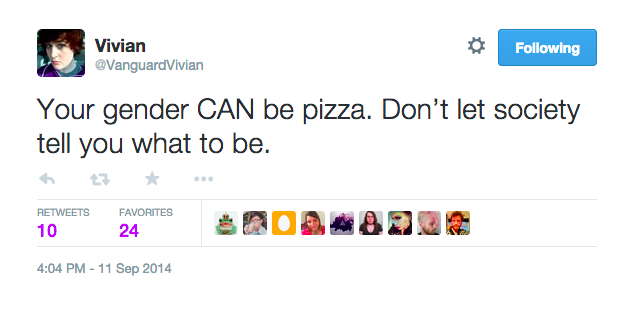 Vivian
@VanguardVivian
Following
Your gender CAN be pizza. Don’t let society
tell you what to be.
RETWEETS FAVORITES
10 24
4:04 PM - 11 Sep 2014